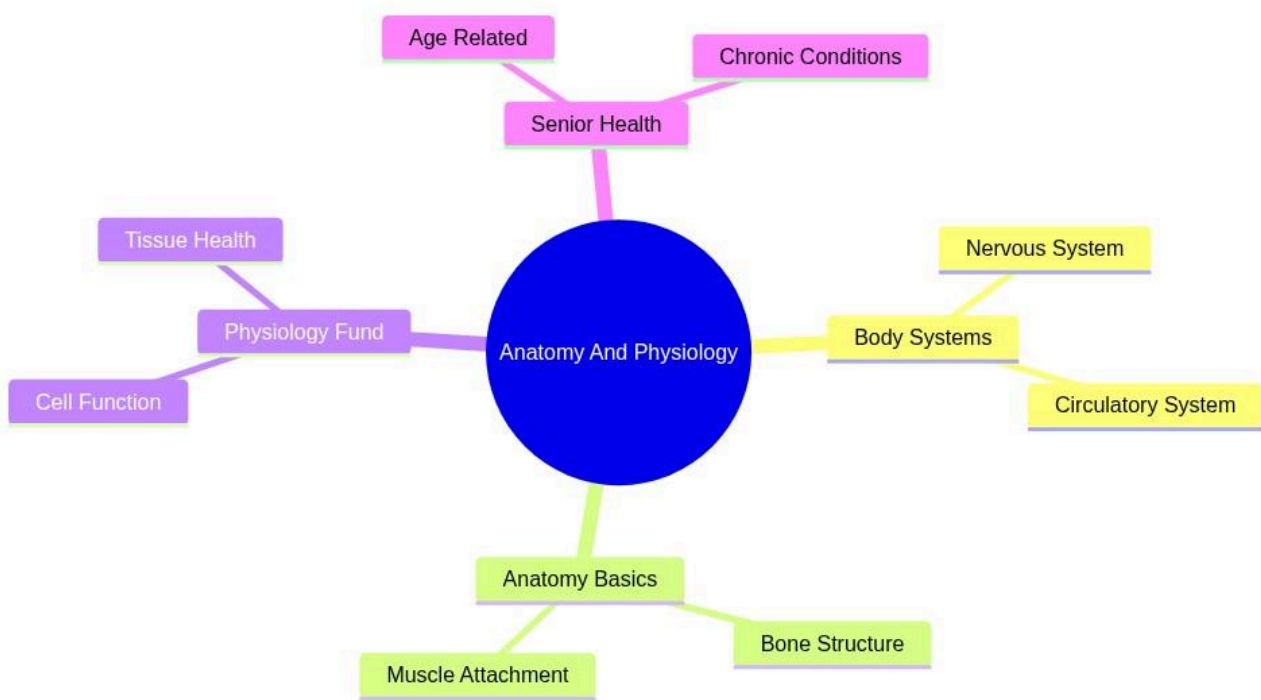 Age Related
Chronic Conditions
Senior Health
Tissue Health
Nervous System
Physiology Fund
Body Systems
Anatomy And Physiology
Cell Function
Circulatory System
Anatomy Basics
Bone Structure
Muscle Attachment